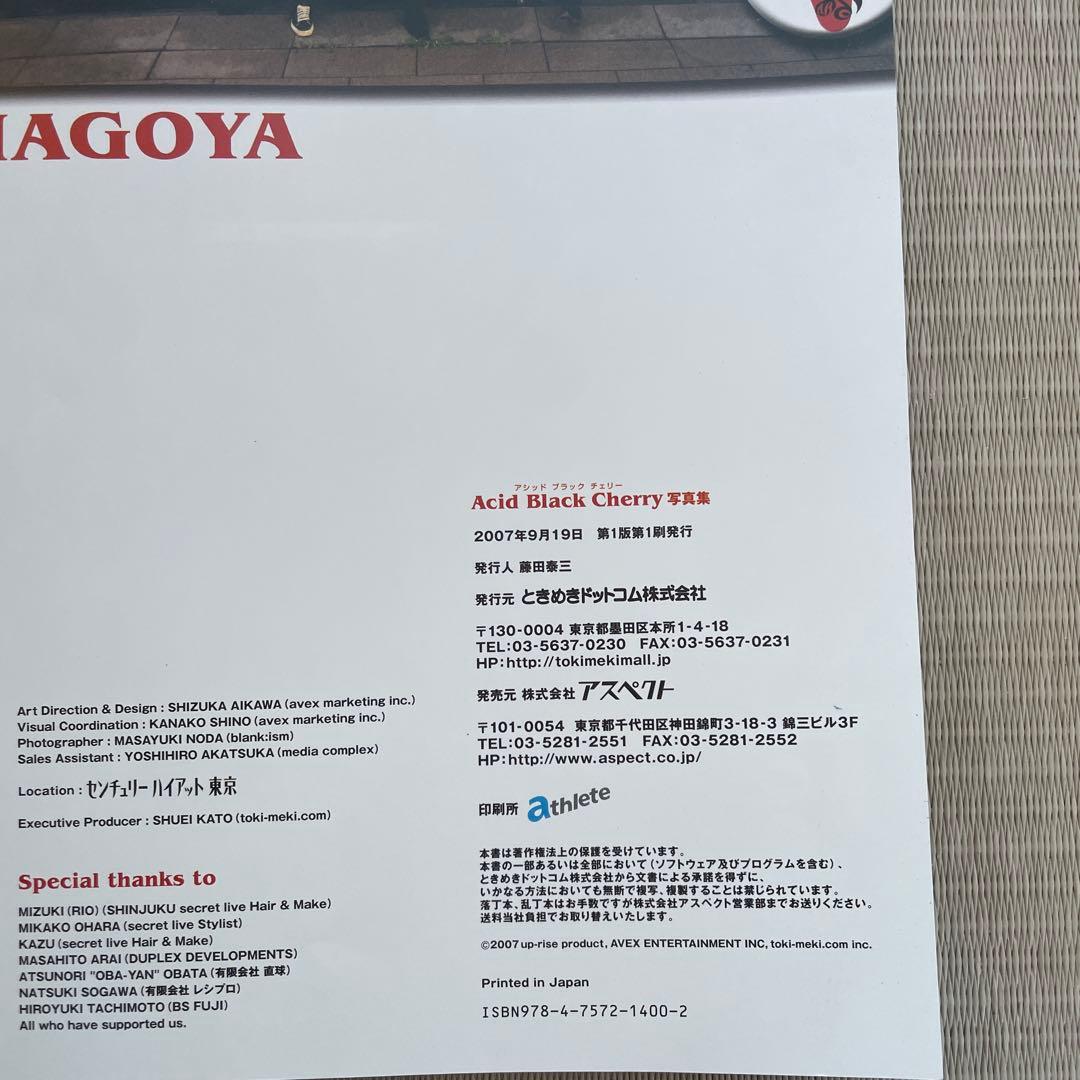 NAGOYA
アシッド ブラック チェリー
Acid Black Cherry 写真集
2007年9月19日 第1版第1刷発行
発行人 藤田泰三
発行元 ときめきドットコム株式会社
〒130-0004 東京都墨田区本所1-4-18
TEL:03-5637-0230 FAX:03-5637-0231
HP:http://tokimekimall.jp
発売元 株式会社 アスペクト
〒101-0054 東京都千代田区神田錦町3-18-3 錦三ビル3F
TEL:03-5281-2551 FAX:03-5281-2552
HP:http://www.aspect.co.jp/
印刷所 athlete
本書は著作権法上の保護を受けています。
本書の一部あるいは全部において(ソフトウェア及びプログラムを含む)、
ときめきドットコム株式会社から文書による承諾を得ずに、
いかなる方法においても無断で複写、複製することは禁じられています。
落丁本、乱丁本はお手数ですが株式会社アスペクト営業部までお送りください。
送料当社負担でお取り替えいたします。
©2007 up-rise product, AVEX ENTERTAINMENT INC, toki-meki.com inc.
Printed in Japan
ISBN978-4-7572-1400-2
Art Direction & Design : SHIZUKA AIKAWA (avex marketing inc.)
Visual Coordination : KANAKO SHINO (avex marketing inc.)
Photographer : MASAYUKI NODA (blank:ism)
Sales Assistant : YOSHIHIRO AKATSUKA (media complex)
Location : センチュリー ハイアット 東京
Executive Producer : SHUEI KATO (toki-meki.com)
Special thanks to
MIZUKI (RIO) (SHINJUKU secret live Hair & Make)
MIKAKO OHARA (secret live Stylist)
KAZU (secret live Hair & Make)
MASAHITO ARAI (DUPLEX DEVELOPMENTS)
ATSUNORI "OBA-YAN" OBATA (有限会社 直球)
NATSUKI SOGAWA (有限会社 レシプロ)
HIROYUKI TACHIMOTO (BS FUJI)
All who have supported us.